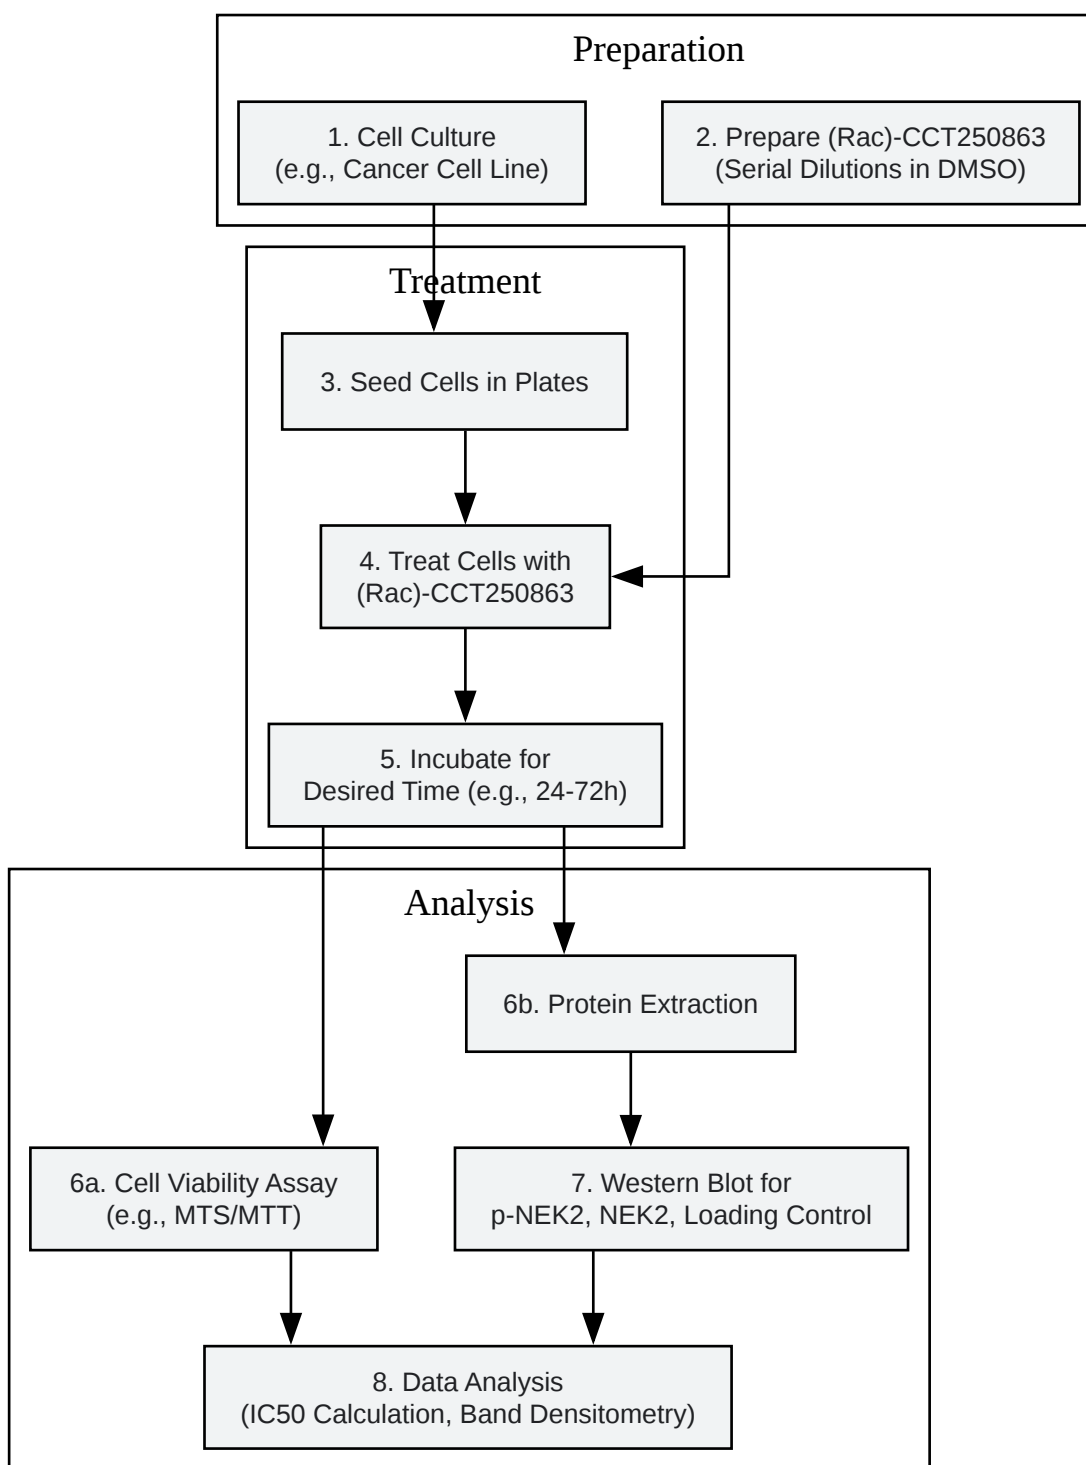 Preparation
1. Cell Culture
(e.g., Cancer Cell Line)
2. Prepare (Rac)-CCT250863
(Serial Dilutions in DMSO)
Treatment
3. Seed Cells in Plates
4. Treat Cells with
(Rac)-CCT250863
5. Incubate for
Desired Time (e.g., 24-72h)
Analysis
6b. Protein Extraction
6a. Cell Viability Assay
(e.g., MTS/MTT)
7. Western Blot for
p-NEK2, NEK2, Loading Control
8. Data Analysis
(IC50 Calculation, Band Densitometry)